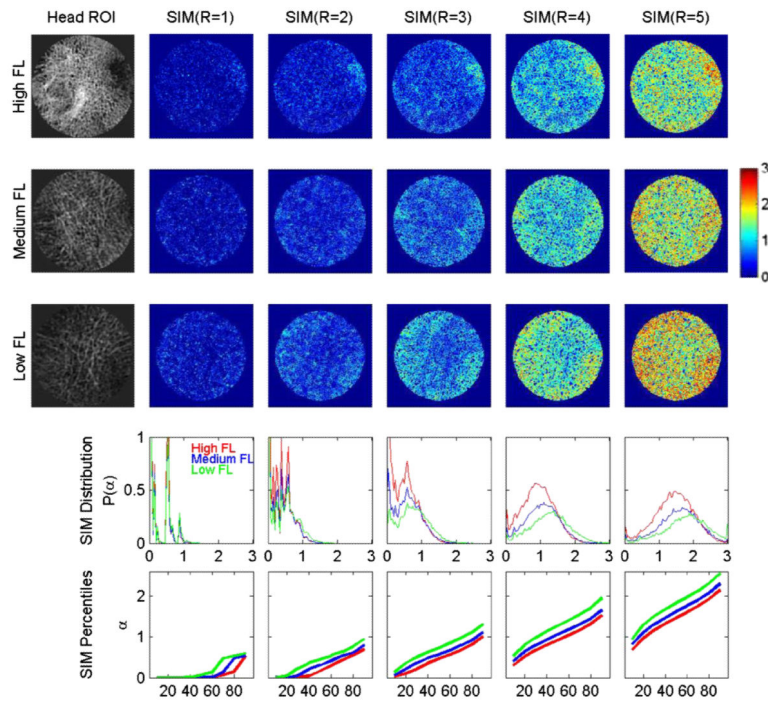 Head ROI SIM(R=1) SIM(R=2) SIM(R=3) SIM(R=4) SIM(R=5)
High FL
Medium FL
3
2
1
0
Low FL
SIM Distribution
P(α)
1
0.5
0
High FL
Medium FL
Low FL
0 1 2 3 0 1 2 3 0 1 2 3 0 1 2 3 0 1 2 3
SIM Percentiles
α
2
1
0
20 40 60 80 20 40 60 80 20 40 60 80 20 40 60 80 20 40 60 80